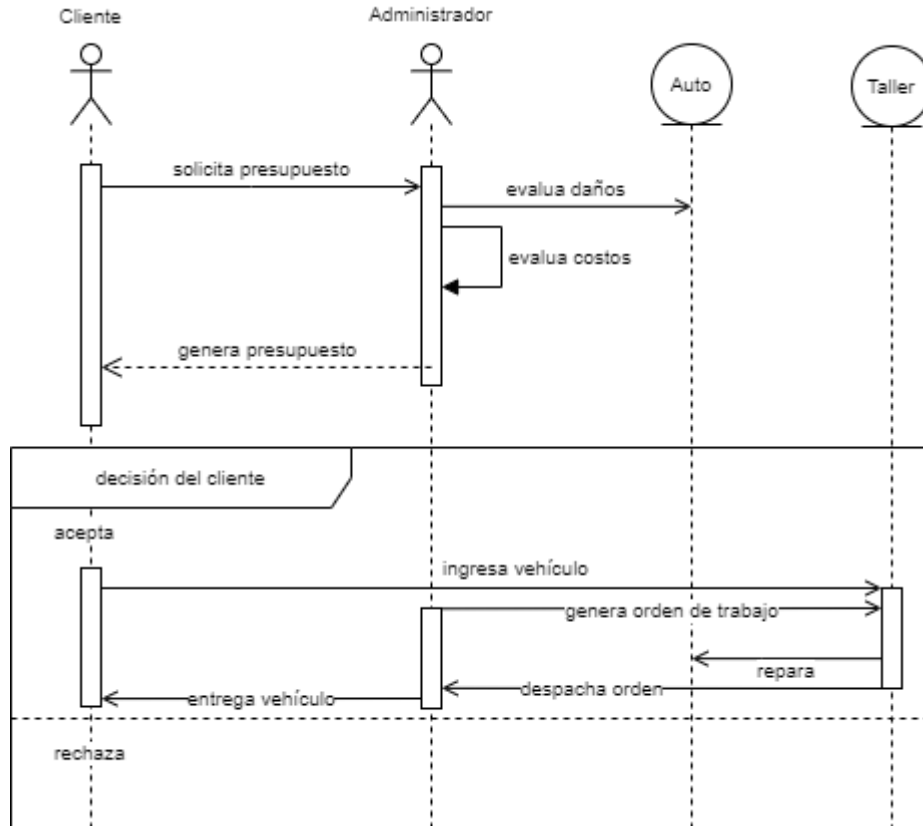 Cliente
Administrador
Auto
Taller
solicita presupuesto
evalua daños
evalua costos
genera presupuesto
decisión del cliente
acepta
ingresa vehículo
genera orden de trabajo
repara
despacha orden
entrega vehículo
rechaza